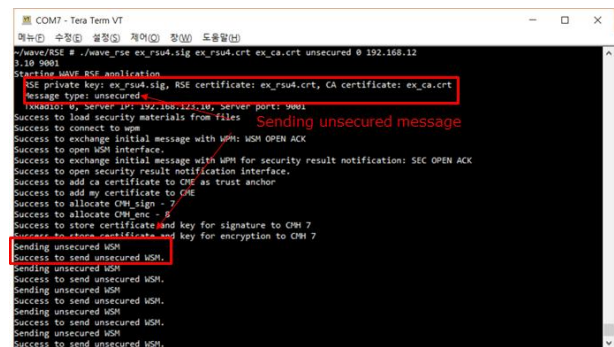 COM7 - Tera Term VT
메뉴(F) 수정(E) 설정(S) 제어(O) 창(W) 도움말(H)
~/wave/RSE # ./wave_rse ex_rsu4.sig ex_rsu4.crt ex_ca.crt unsecured 0 192.168.12
3.10 9001
Starting WAVE RSE application
RSE private key: ex_rsu4.sig, RSE certificate: ex_rsu4.crt, CA certificate: ex_ca.crt
Message type: unsecured
TxRadio: 0, Server IP: 192.168.123.10, Server port: 9001
Success to load security materials from files
Sending unsecured message
Success to connect to wpm
Success to exchange initial message with WPM: WSM OPEN ACK
Success to open WSM interface.
Success to exchange initial message with WPM for security result notification: SEC OPEN ACK
Success to open security result notification interface.
Success to add ca certificate to CME as trust anchor
Success to add my certificate to CME
Success to allocate CMH_sign - 7
Success to allocate CMH_enc - 8
Success to store certificate and key for signature to CMH 7
Success to store certificate and key for encryption to CMH 7
Sending unsecured WSM
Success to send unsecured WSM.
Sending unsecured WSM
Success to send unsecured WSM.
Sending unsecured WSM
Success to send unsecured WSM.
Sending unsecured WSM
Success to send unsecured WSM.
Sending unsecured WSM
Success to send unsecured WSM.